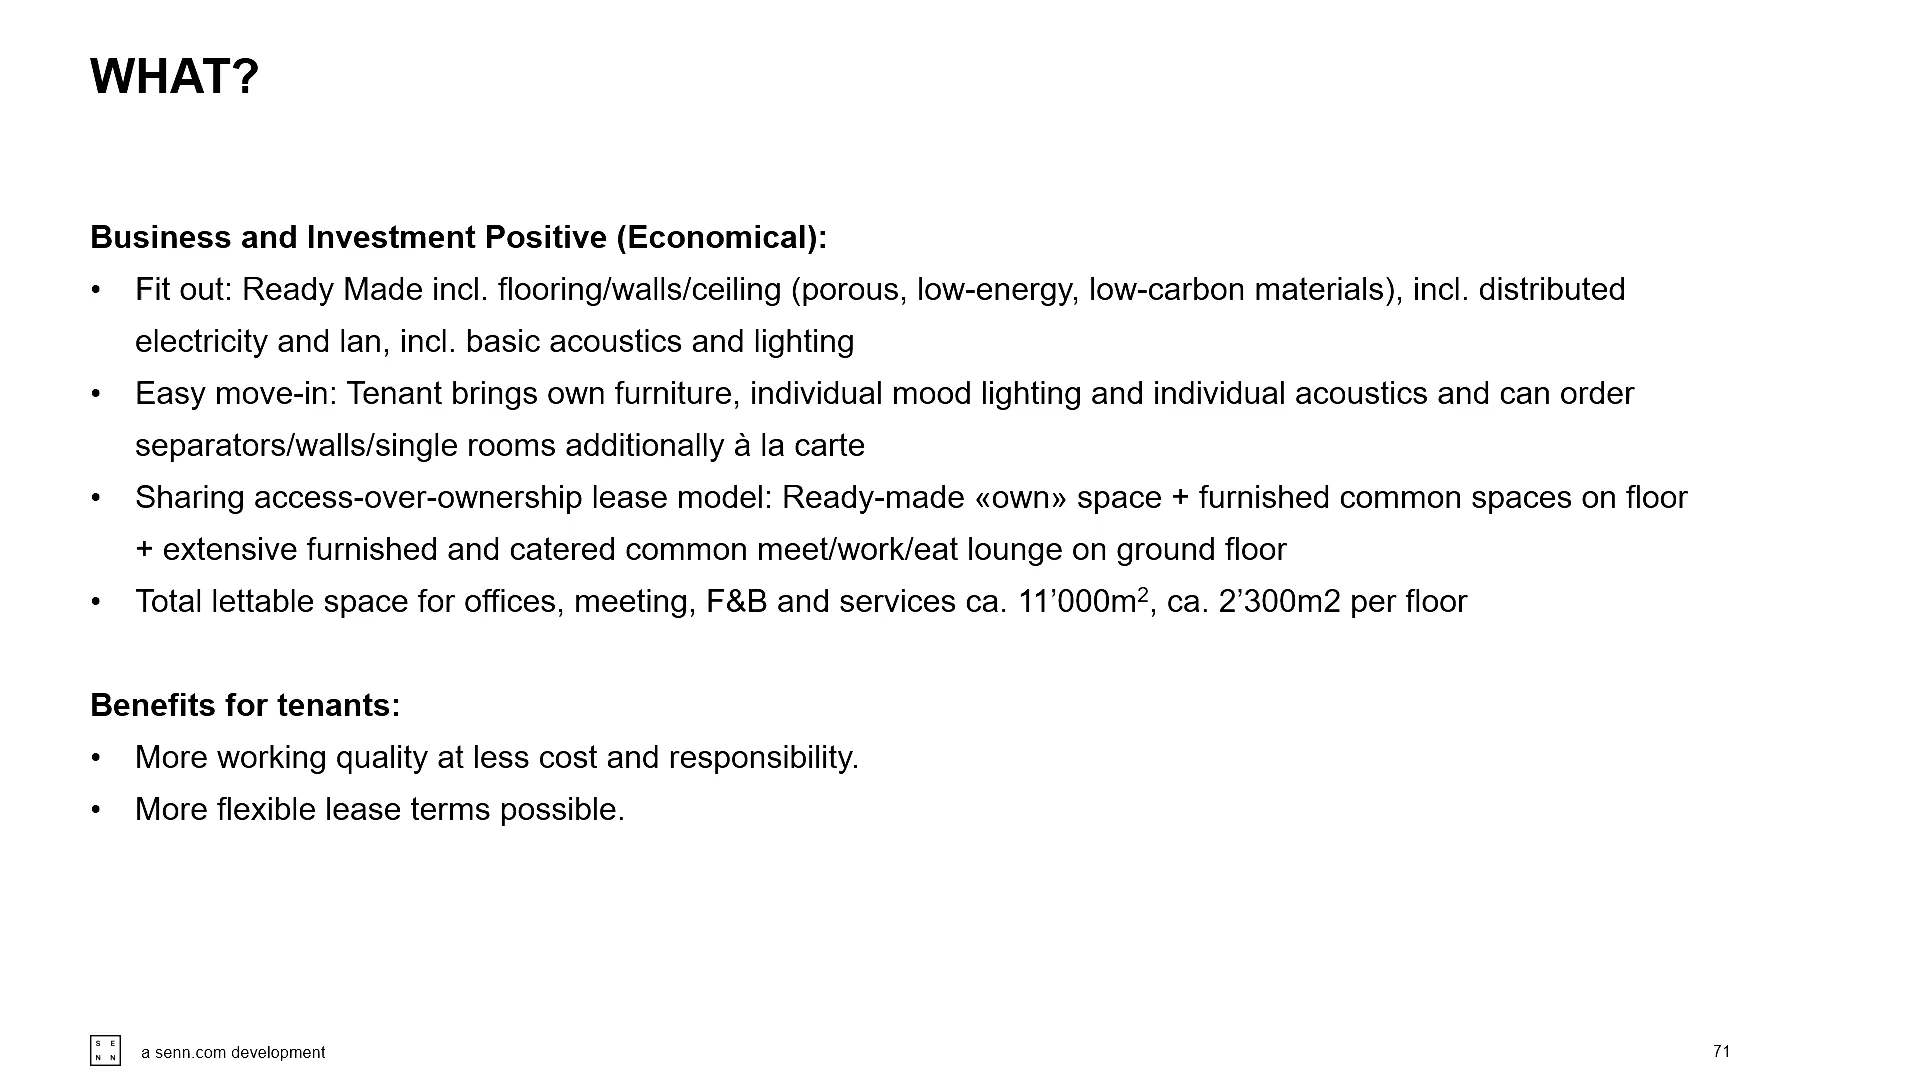 WHAT?
Business and Investment Positive (Economical):
• Fit out: Ready Made incl. flooring/walls/ceiling (porous, low-energy, low-carbon materials), incl. distributed
electricity and lan, incl. basic acoustics and lighting
• Easy move-in: Tenant brings own furniture, individual mood lighting and individual acoustics and can order
separators/walls/single rooms additionally à la carte
• Sharing access-over-ownership lease model: Ready-made «own» space + furnished common spaces on floor
+ extensive furnished and catered common meet/work/eat lounge on ground floor
• Total lettable space for offices, meeting, F&B and services ca. 11’000m², ca. 2’300m2 per floor
Benefits for tenants:
• More working quality at less cost and responsibility.
• More flexible lease terms possible.
S E
N N
a senn.com development
71